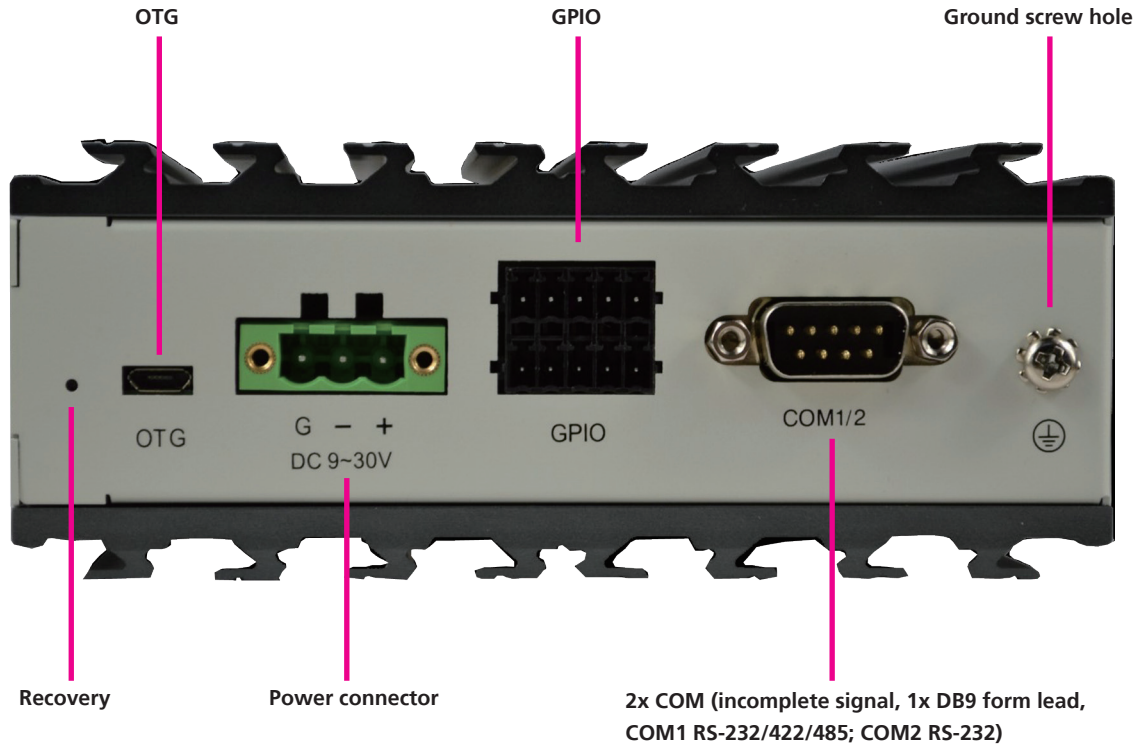 OTG
GPIO
Ground screw hole
OTG
G − +
DC 9~30V
GPIO
COM1/2
Recovery
Power connector
2x COM (incomplete signal, 1x DB9 form lead,
COM1 RS-232/422/485; COM2 RS-232)